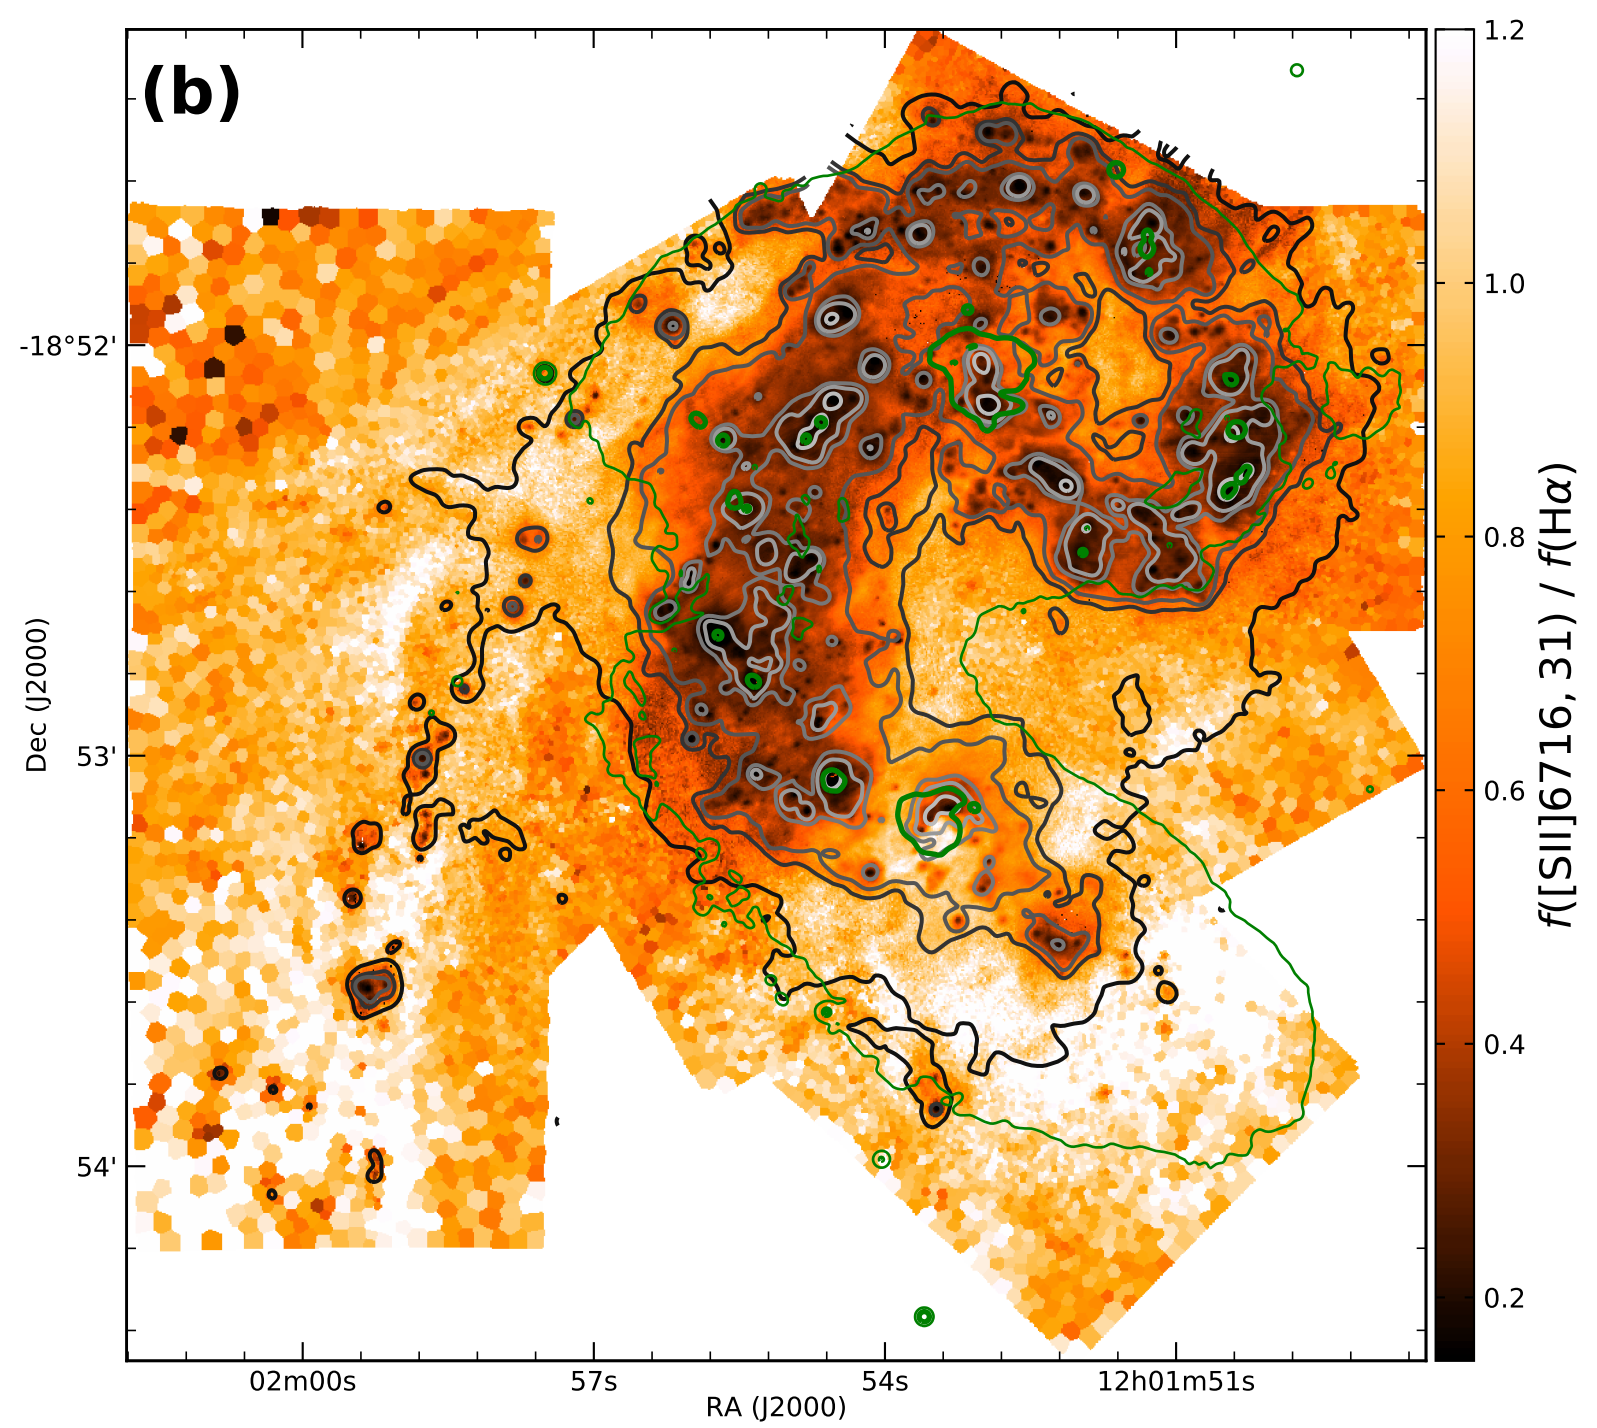 (b)
1.2
1.0
0.8
0.6
0.4
0.2
f([SII]6716, 31) / f(Hα)
-18°52'
53'
54'
Dec (J2000)
02m00s
57s
54s
12h01m51s
RA (J2000)